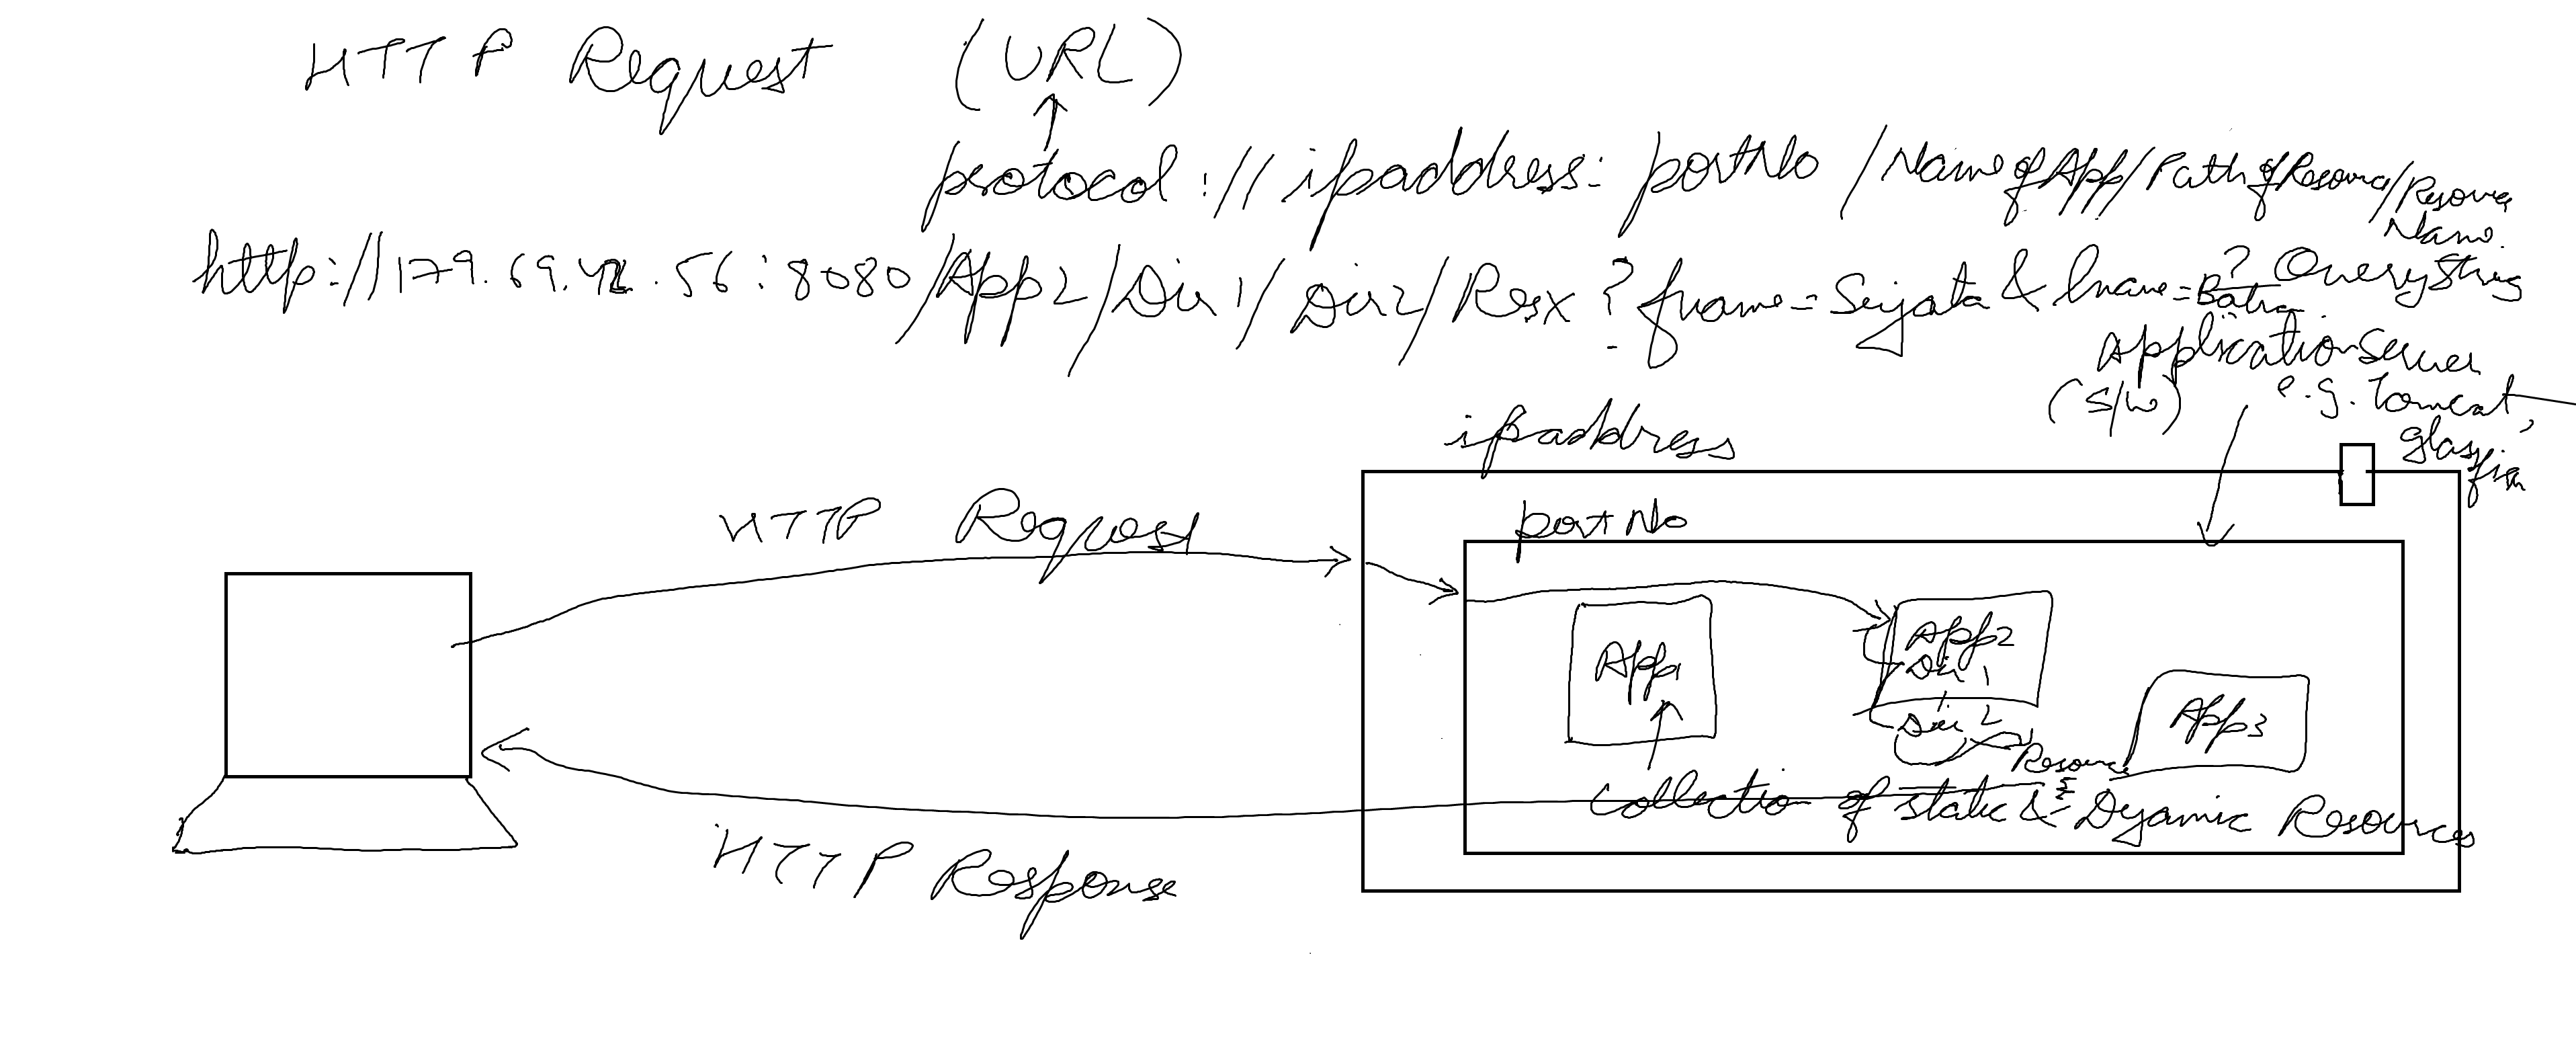 HTTP Request (URL)
protocol :// ipaddress: portNo /Name of App/Path of Resource/Resource
Name.
? QueryString
http://179.69.42.56:8080/App2/Dir1/Dir2/ResX?fname=Sujata&lname=Batra
Application Server
(S/W) e.g. Tomcat,
glassfish
ipaddress
HTTP Request
portNo
App1
App2
Dir1
Dir2
Resource
App3
Collection of static & Dyamic Resources
HTTP Response